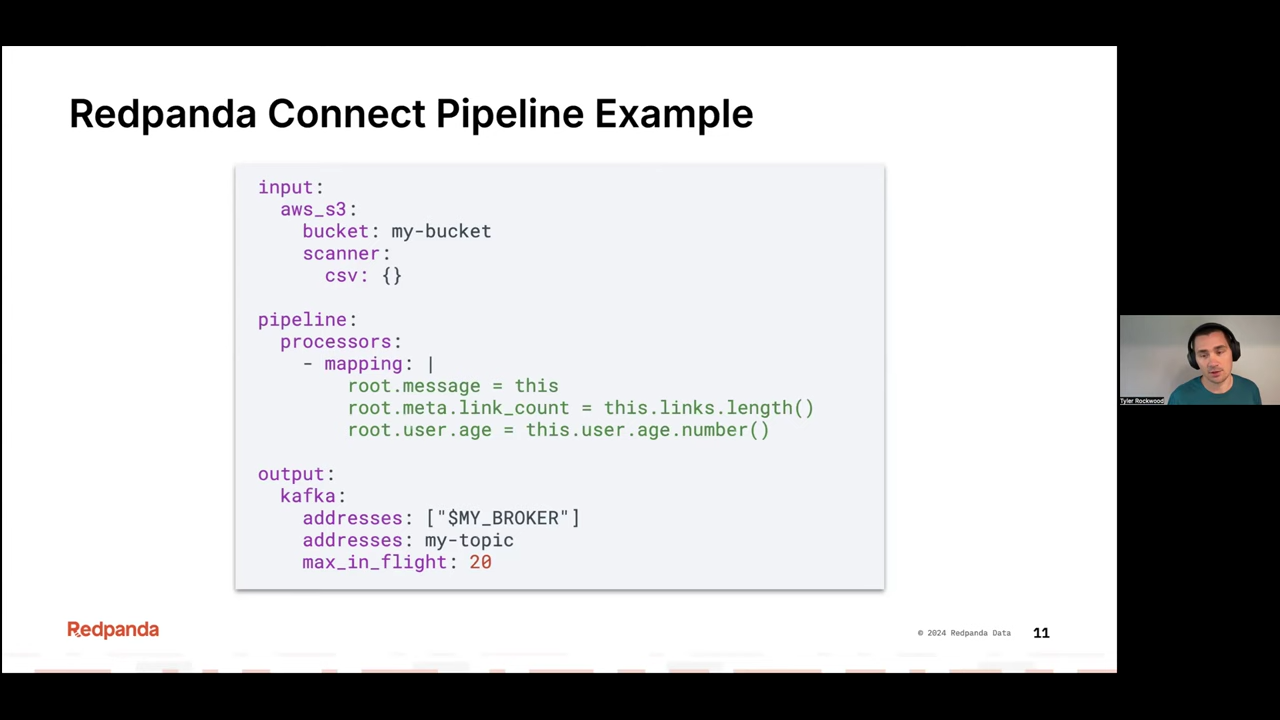 Redpanda Connect Pipeline Example
input:
aws_s3:
bucket: my-bucket
scanner:
csv: {}
pipeline:
processors:
- mapping: |
root.message = this
root.meta.link_count = this.links.length()
root.user.age = this.user.age.number()
output:
kafka:
addresses: ["$MY_BROKER"]
addresses: my-topic
max_in_flight: 20
Redpanda
© 2024 Redpanda Data
11
Tyler Rockwood